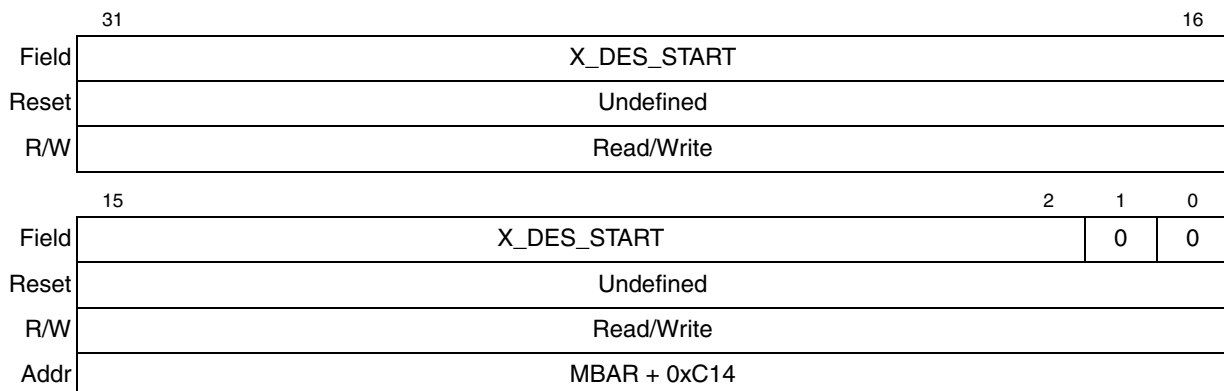 31 16
Field X_DES_START
Reset Undefined
R/W Read/Write
15 2 1 0
Field X_DES_START 0 0
Reset Undefined
R/W Read/Write
Addr MBAR + 0xC14